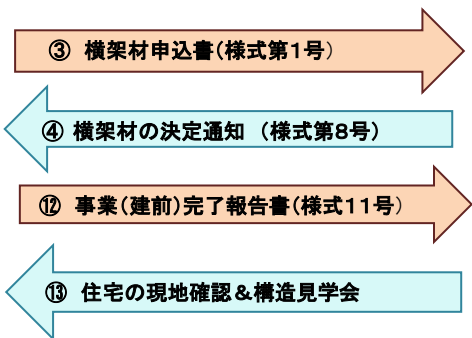 ③ 横架材申込書（様式第１号）
④ 横架材の決定通知 （様式第８号）
⑫ 事業（建前）完了報告書（様式１１号）
⑬ 住宅の現地確認＆構造見学会